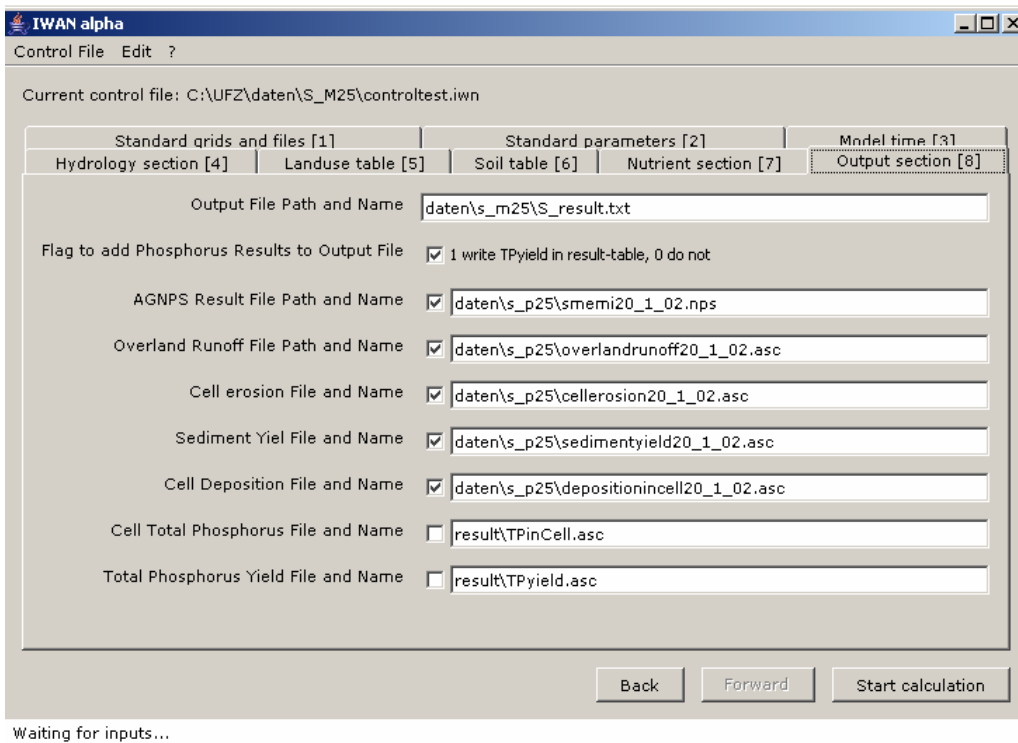 IWAN alpha
Control File Edit ?
Current control file: C:\UFZ\daten\S_M25\controltest.iwn
Standard grids and files [1] Standard parameters [2] Model time [3]
Hydrology section [4] Landuse table [5] Soil table [6] Nutrient section [7] Output section [8]
Output File Path and Name daten\s_m25\S_result.txt
Flag to add Phosphorus Results to Output File 1 write TPyield in result-table, 0 do not
AGNPS Result File Path and Name daten\s_p25\smemi20_1_02.nps
Overland Runoff File Path and Name daten\s_p25\overlandrunoff20_1_02.asc
Cell erosion File and Name daten\s_p25\cellerosion20_1_02.asc
Sediment Yiel File and Name daten\s_p25\sedimentyield20_1_02.asc
Cell Deposition File and Name daten\s_p25\depositionincell20_1_02.asc
Cell Total Phosphorus File and Name result\TPinCell.asc
Total Phosphorus Yield File and Name result\TPyield.asc
Back Forward Start calculation
Waiting for inputs...